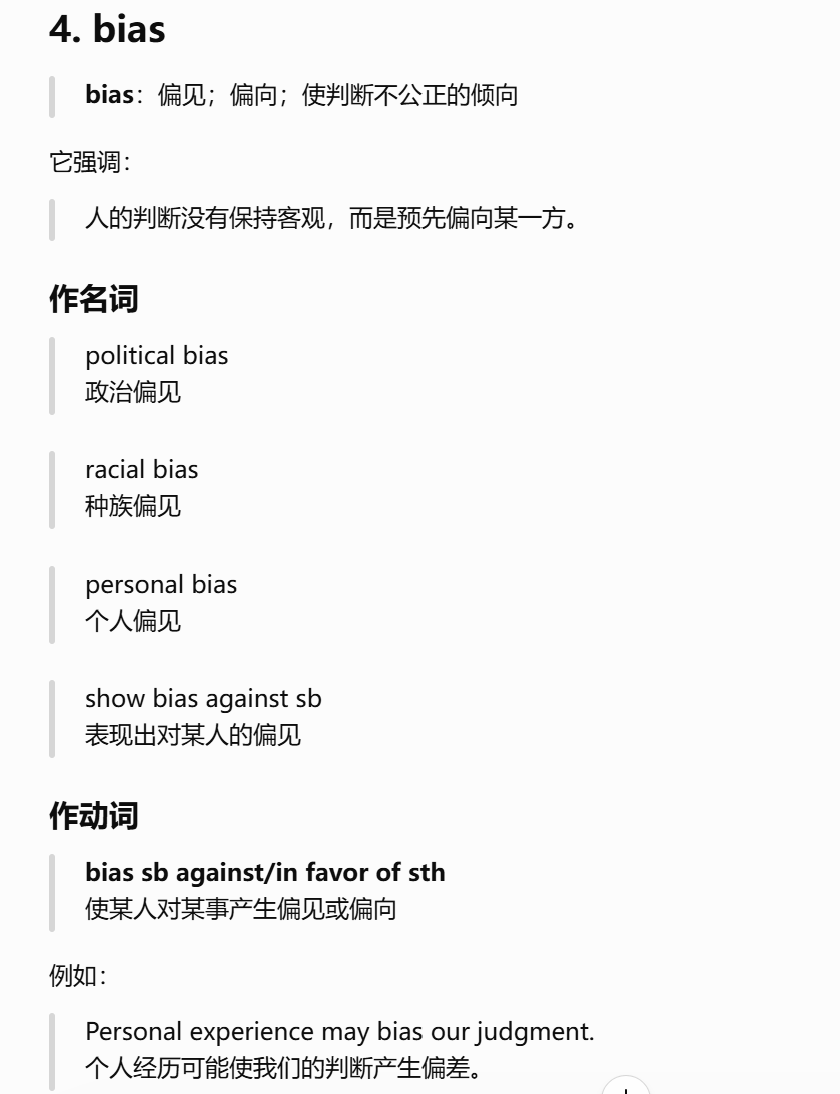 4. bias
bias：偏见；偏向；使判断不公正的倾向
它强调：
人的判断没有保持客观，而是预先偏向某一方。
作名词
political bias
政治偏见
racial bias
种族偏见
personal bias
个人偏见
show bias against sb
表现出对某人的偏见
作动词
bias sb against/in favor of sth
使某人对某事产生偏见或偏向
例如：
Personal experience may bias our judgment.
个人经历可能使我们的判断产生偏差。